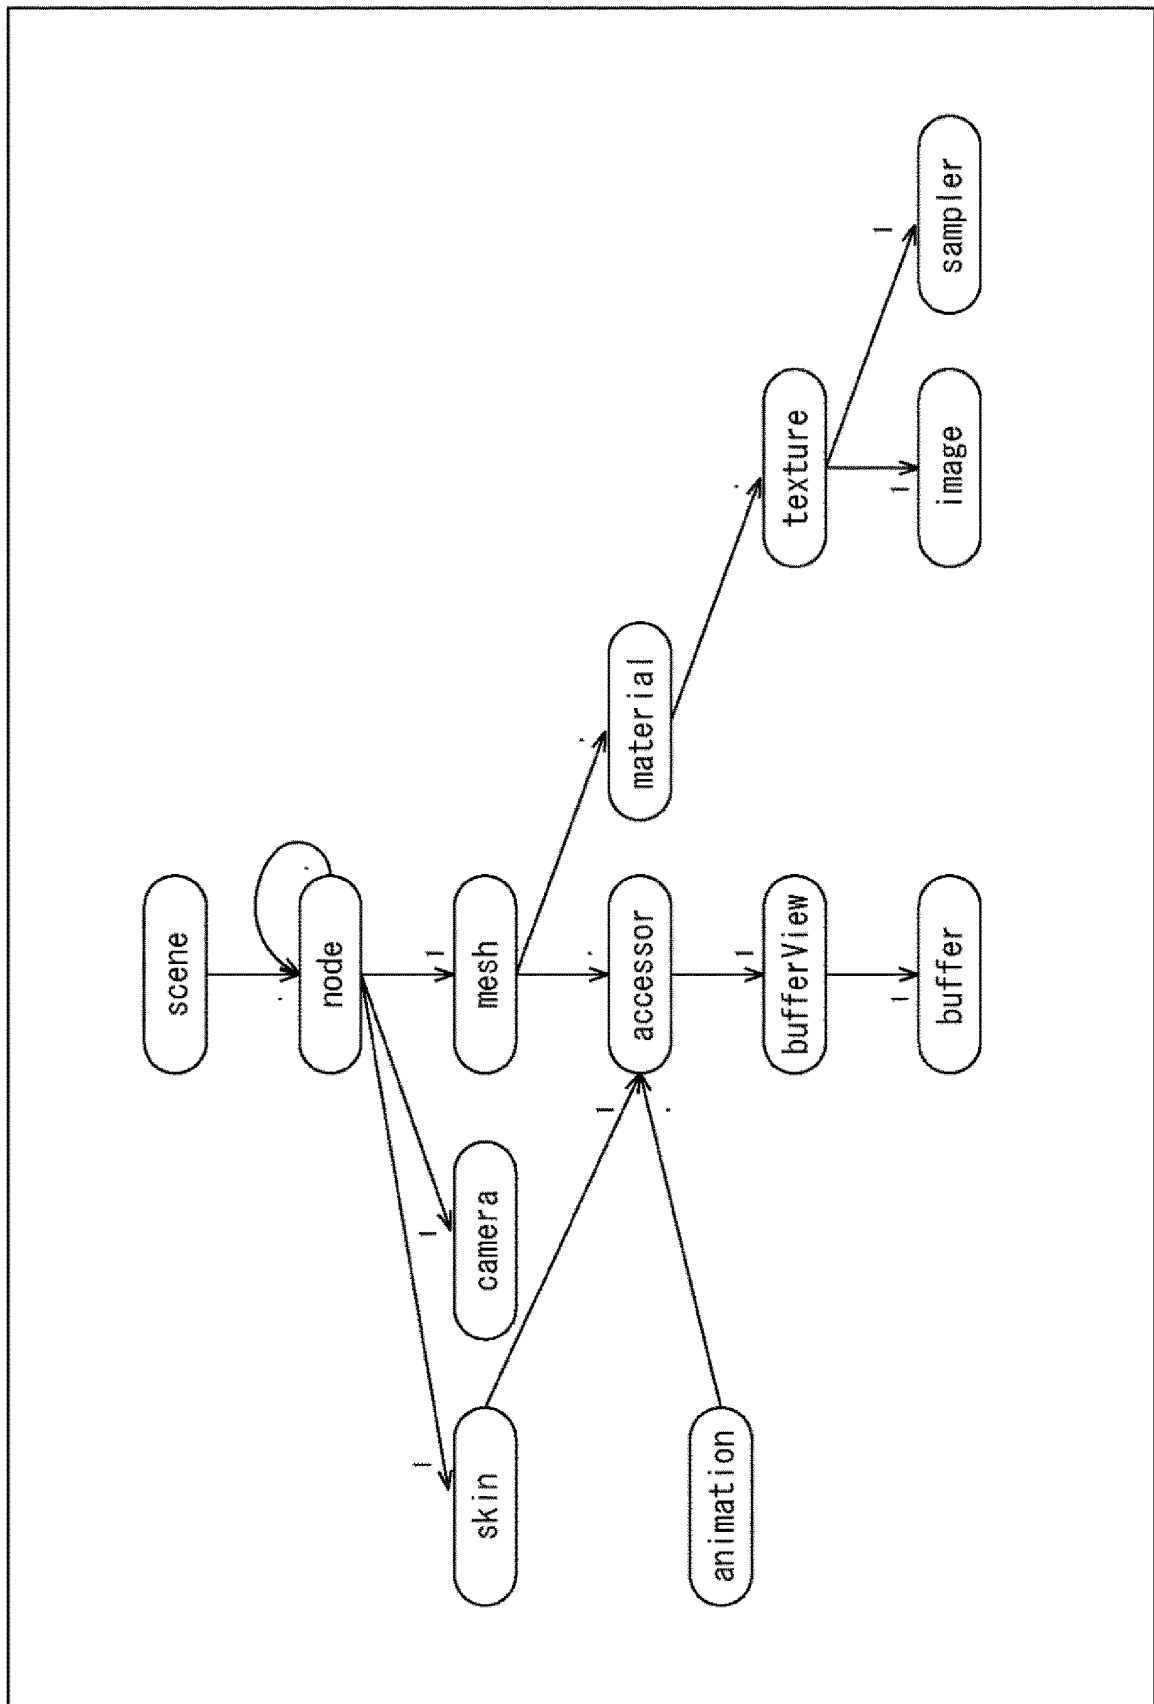 scene
node
1
1
1
skin
camera
mesh
1
accessor
material
animation
1
bufferView
texture
1
1
1
buffer
image
sampler